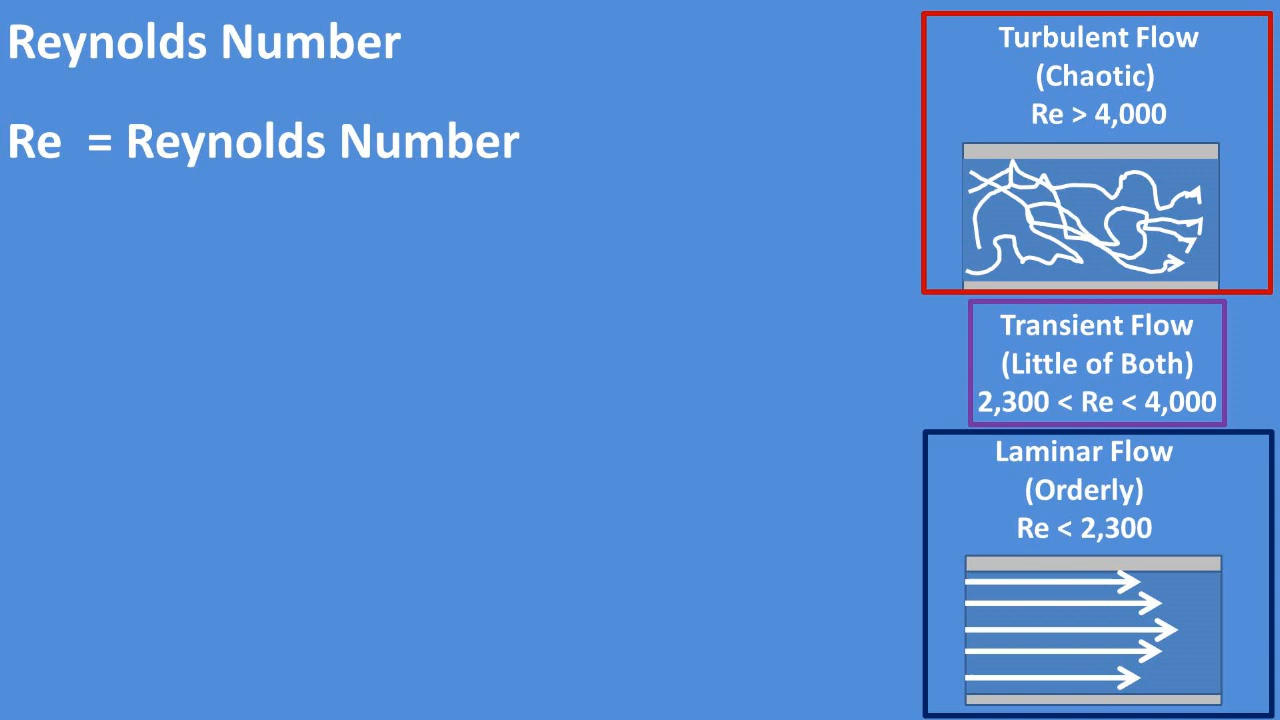 Reynolds Number
Re = Reynolds Number
Turbulent Flow
(Chaotic)
Re > 4,000
Transient Flow
(Little of Both)
2,300 < Re < 4,000
Laminar Flow
(Orderly)
Re < 2,300